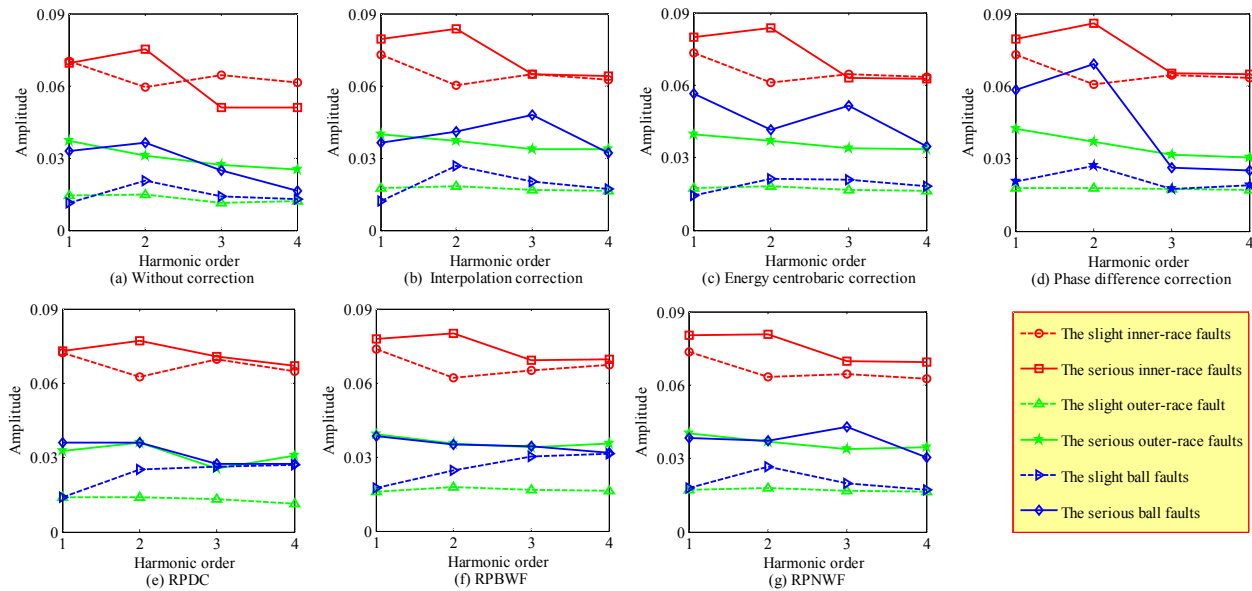 0.09
0.06
0.03
0
Amplitude
1 2 3 4
Harmonic order
(a) Without correction
0.09
0.06
0.03
0
Amplitude
1 2 3 4
Harmonic order
(b) Interpolation correction
0.09
0.06
0.03
0
Amplitude
1 2 3 4
Harmonic order
(c) Energy centrobaric correction
0.09
0.06
0.03
0
Amplitude
1 2 3 4
Harmonic order
(d) Phase difference correction
0.09
0.06
0.03
0
Amplitude
1 2 3 4
Harmonic order
(e) RPDC
0.09
0.06
0.03
0
Amplitude
1 2 3 4
Harmonic order
(f) RPBWF
0.09
0.06
0.03
0
Amplitude
1 2 3 4
Harmonic order
(g) RPNWF
The slight inner-race faults
The serious inner-race faults
The slight outer-race fault
The serious outer-race faults
The slight ball faults
The serious ball faults